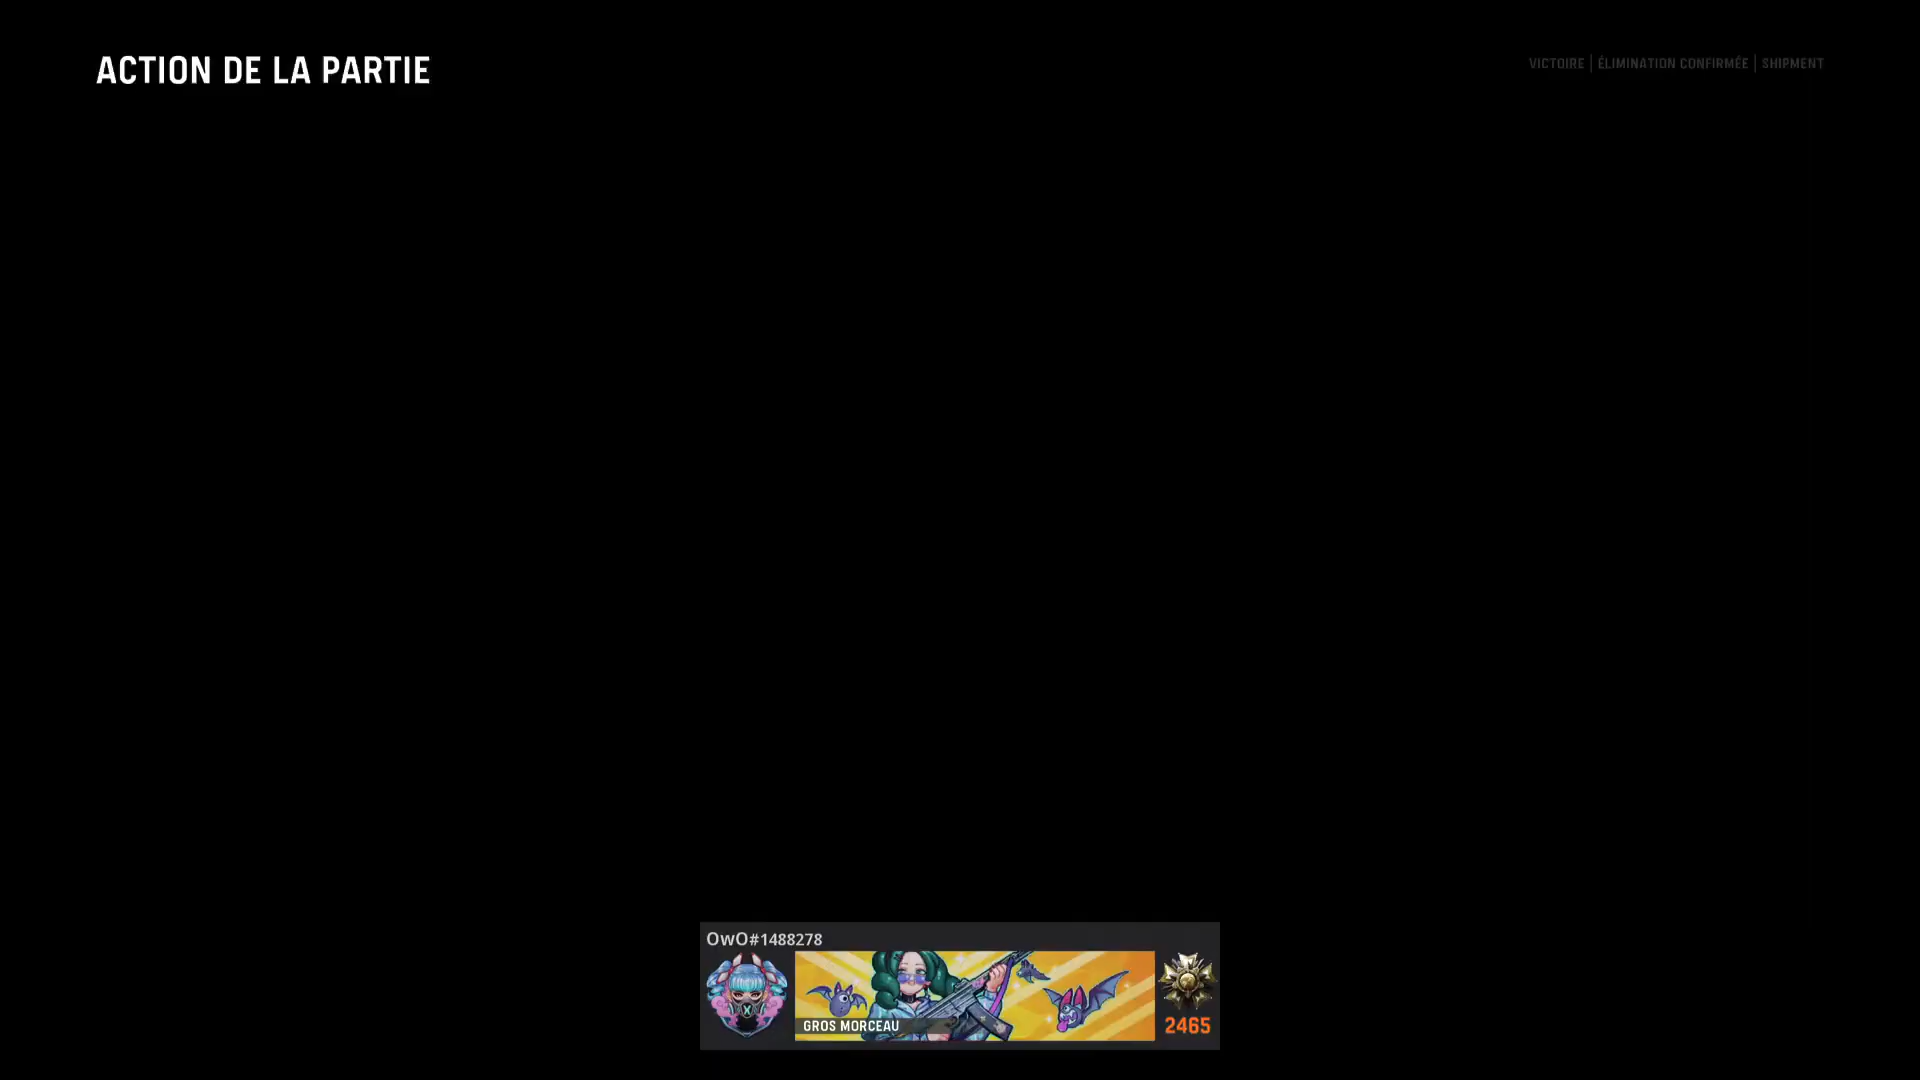 ACTION DE LA PARTIE
VICTOIRE | ÉLIMINATION CONFIRMÉE | SHIPMENT
OwO#1488278
GROS MORCEAU
2465